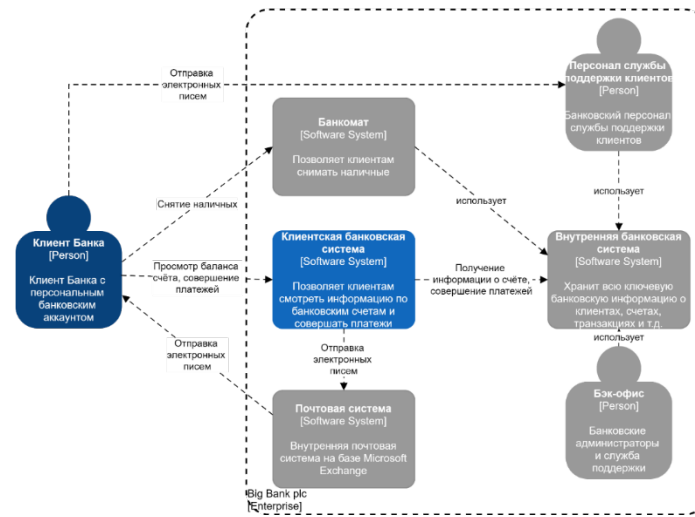 Отправка
электронных
писем
Персонал службы
поддержки клиентов
[Person]
Банковский персонал
службы поддержки
клиентов
Банкомат
[Software System]
Позволяет клиентам
снимать наличные
Снятие наличных
использует
использует
Клиент Банка
[Person]
Клиент Банка с
персональным
банковским
аккаунтом
Просмотр баланса
счёта, совершение
платежей
Клиентская банковская
система
[Software System]
Позволяет клиентам
смотреть информацию по
банковским счетам и
совершать платежи
Получение
информации о счёте,
совершение платежей
Внутренняя банковская
система
[Software System]
Хранит всю ключевую
банковскую информацию о
клиентах, счетах,
транзакциях и т.д.
использует
Отправка
электронных
писем
Отправка
электронных
писем
Почтовая система
[Software System]
Внутренняя почтовая
система на базе Microsoft
Exchange
Бэк-офис
[Person]
Банковские
администраторы
и служба
поддержки
Big Bank plc
[Enterprise]